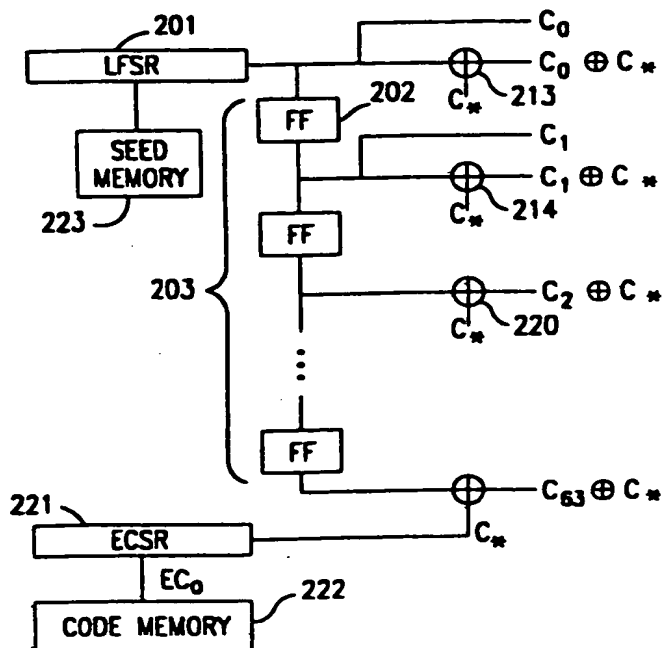 201
LFSR
C₀
C₀ ⊕ C*
213
C*
202
FF
SEED
MEMORY
223
C₁
C₁ ⊕ C*
214
C*
FF
203
C₂ ⊕ C*
220
C*
FF
C₆₃ ⊕ C*
221
ECSR
C*
EC₀
222
CODE MEMORY